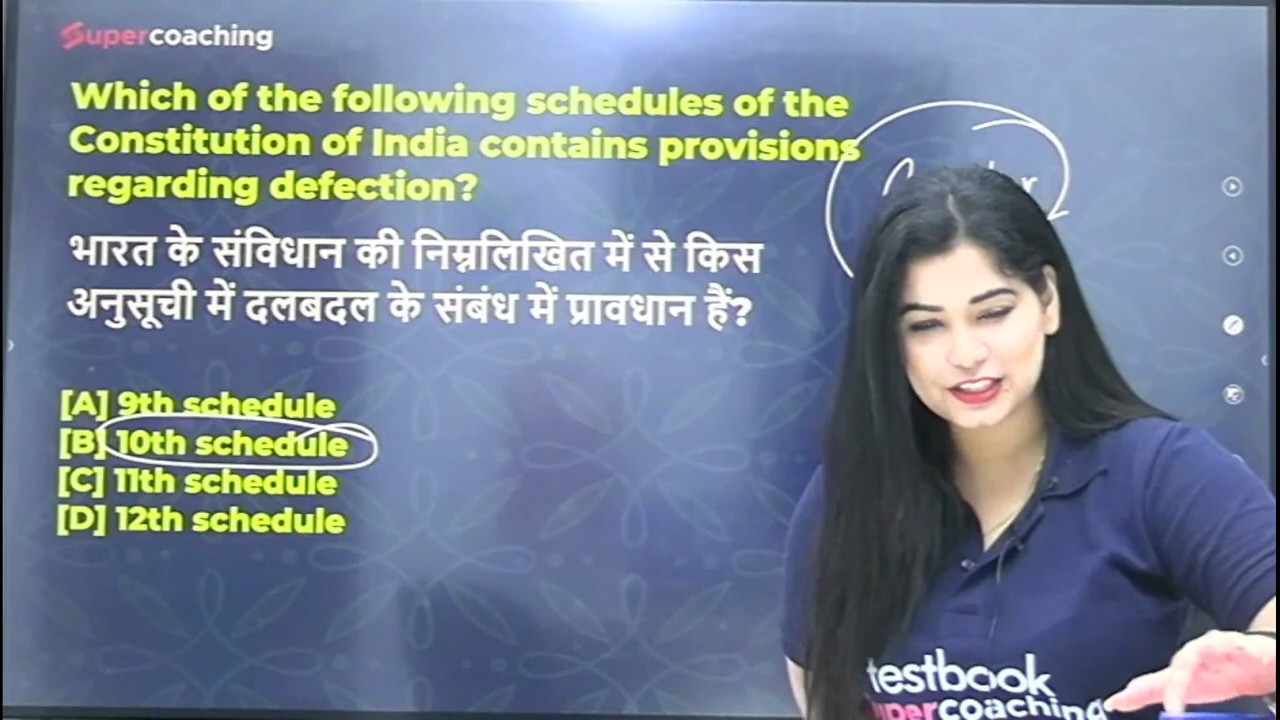 Supercoaching
Which of the following schedules of the
Constitution of India contains provisions
regarding defection?
भारत के संविधान की निम्नलिखित में से किस
अनुसूची में दलबदल के संबंध में प्रावधान हैं?
[A] 9th schedule
[B] 10th schedule
[C] 11th schedule
[D] 12th schedule
testbook
supercoaching